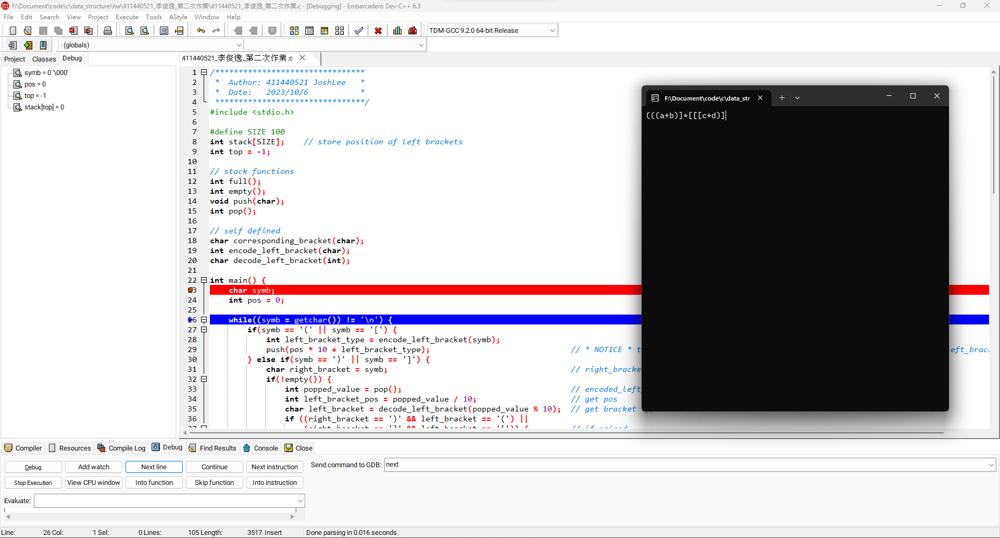 F:\Document\code\c\data_structure\hw\411440521_李俊逸_第二次作業\411440521_李俊逸_第二次作業.c - [Debugging] - Embarcadero Dev-C++ 6.3
File Edit Search View Project Execute Tools AStyle Window Help
TDM-GCC 9.2.0 64-bit Release
(globals)
Project Classes Debug
symb = 0 '\000'
pos = 0
top = -1
stack[top] = 0
411440521_李俊逸_第二次作業.c
1 /********************************
2 * Author: 411440521 JoshLee *
3 * Date: 2023/10/6 *
4 ********************************/
5 #include <stdio.h>
6
7 #define SIZE 100
8 int stack[SIZE]; // store position of left brackets
9 int top = -1;
10
11 // stack functions
12 int full();
13 int empty();
14 void push(char);
15 int pop();
16
17 // self defined
18 char corresponding_bracket(char);
19 int encode_left_bracket(char);
20 char decode_left_bracket(int);
21
22 int main() {
23 char symb;
24 int pos = 0;
25
26 while((symb = getchar()) != '\n') {
27 if(symb == '(' || symb == '[') {
28 int left_bracket_type = encode_left_bracket(symb);
29 push(pos * 10 + left_bracket_type); // * NOTICE *
30 } else if(symb == ')' || symb == ']') {
31 char right_bracket = symb; // right_bracke
32 if(!empty()) {
33 int popped_value = pop(); // encoded_left
34 int left_bracket_pos = popped_value / 10; // get pos
35 char left_bracket = decode_left_bracket(popped_value % 10); // get bracket
36 if ((right_bracket == ')' && left_bracket == '(') ||
F:\Document\code\c\data_str
(((a+b)]*[[[c+d)]
Compiler Resources Compile Log Debug Find Results Console Close
Debug Add watch Next line Continue Next instruction Send command to GDB: next
Stop Execution View CPU window Into function Skip function Into instruction
Evaluate:
Line: 26 Col: 1 Sel: 0 Lines: 105 Length: 3517 Insert Done parsing in 0.016 seconds